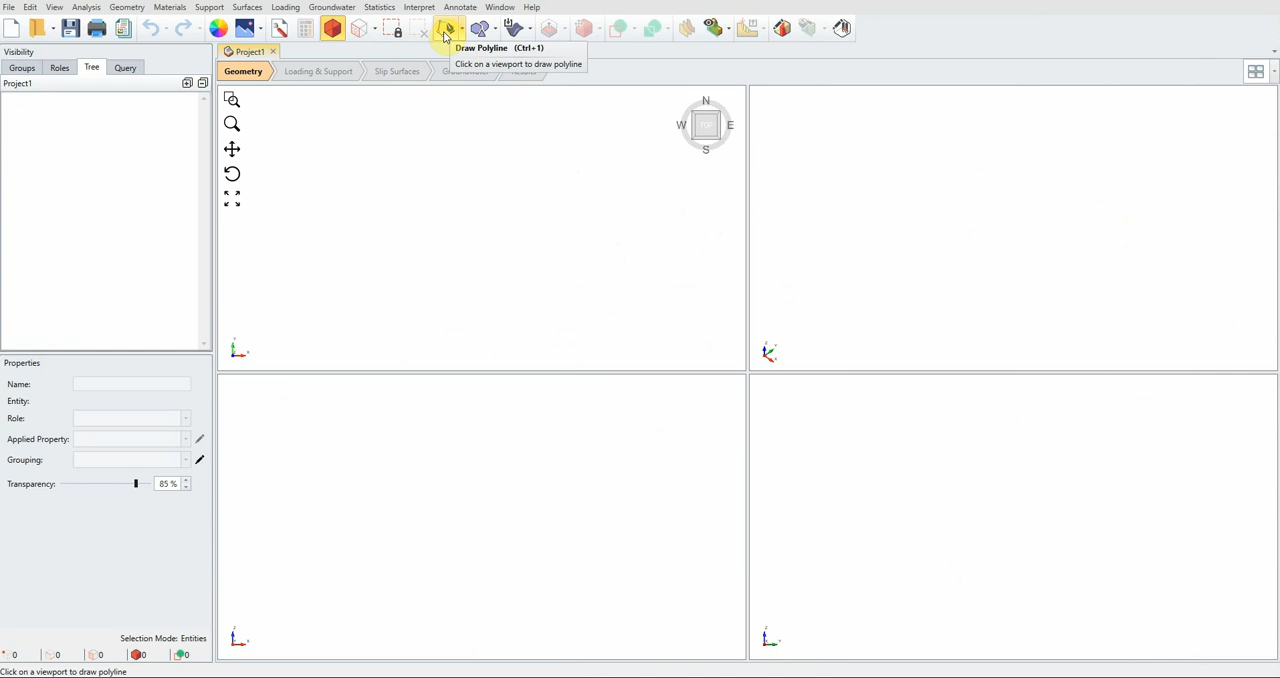 File Edit View Analysis Geometry Materials Support Surfaces Loading Groundwater Statistics Interpret Annotate Window Help
Visibility
Project1
Draw Polyline (Ctrl+1)
Click on a viewport to draw polyline
Groups Roles Tree Query
Geometry Loading & Support Slip Surfaces
Project1
N
W TOP E
S
Y
X
Z
Y
X
Properties
Name:
Entity:
Role:
Applied Property:
Grouping:
Transparency: 85 %
Z
X
Z
Y
Selection Mode: Entities
0 0 0 0 0
Click on a viewport to draw polyline